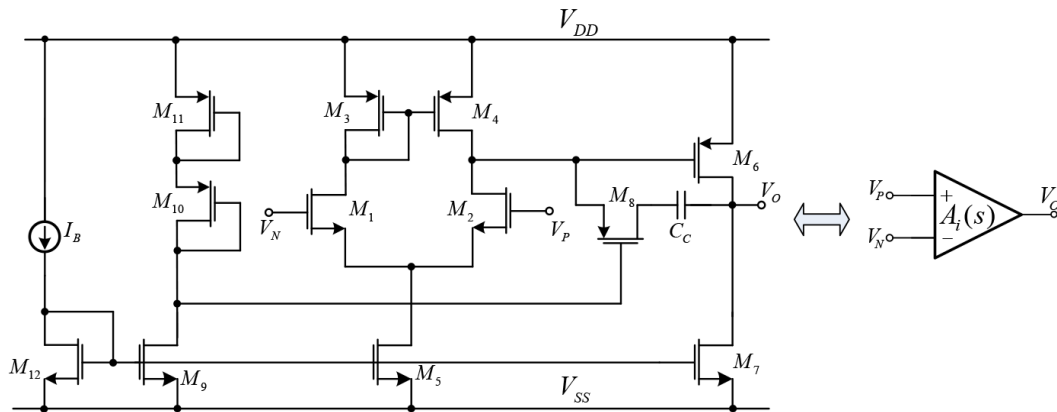 V_DD
M_11
M_3
M_4
M_10
M_6
M_8
V_O
V_P
V_O
I_B
V_N
M_1
M_2
V_P
C_C
V_N
+
−
A_i(s)
M_12
M_9
M_5
M_7
V_SS